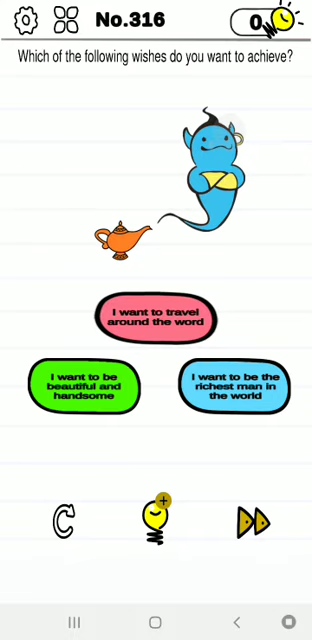 No.316
0
Which of the following wishes do you want to achieve?
I want to travel
around the word
I want to be
beautiful and
handsome
I want to be the
richest man in
the world